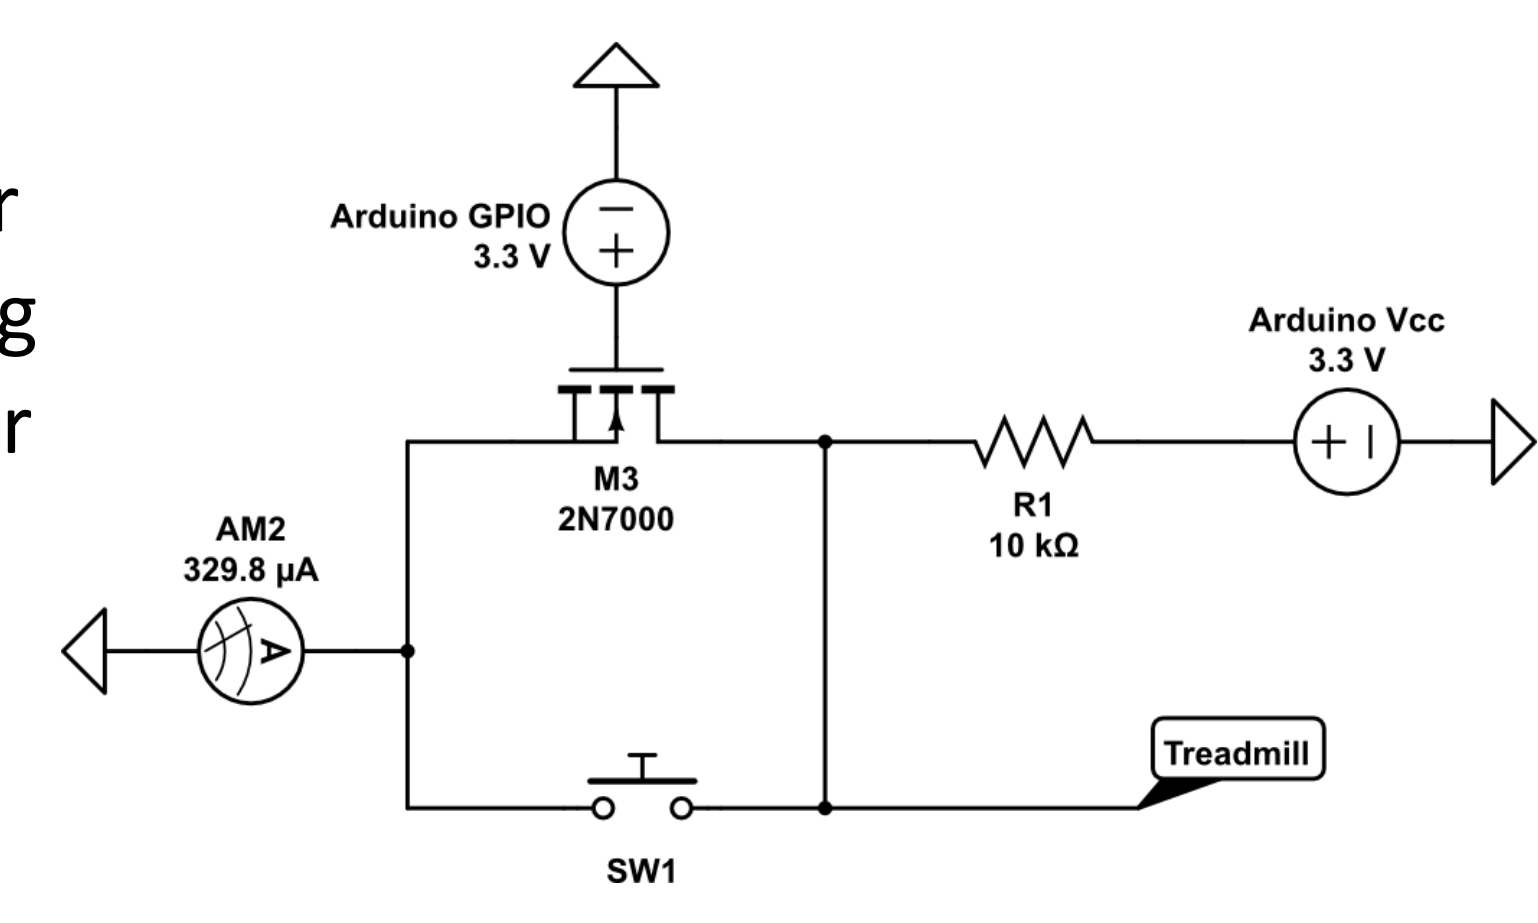 r
g
r
Arduino GPIO
3.3 V
Arduino Vcc
3.3 V
M3
2N7000
R1
10 kΩ
AM2
329.8 µA
A
Treadmill
SW1